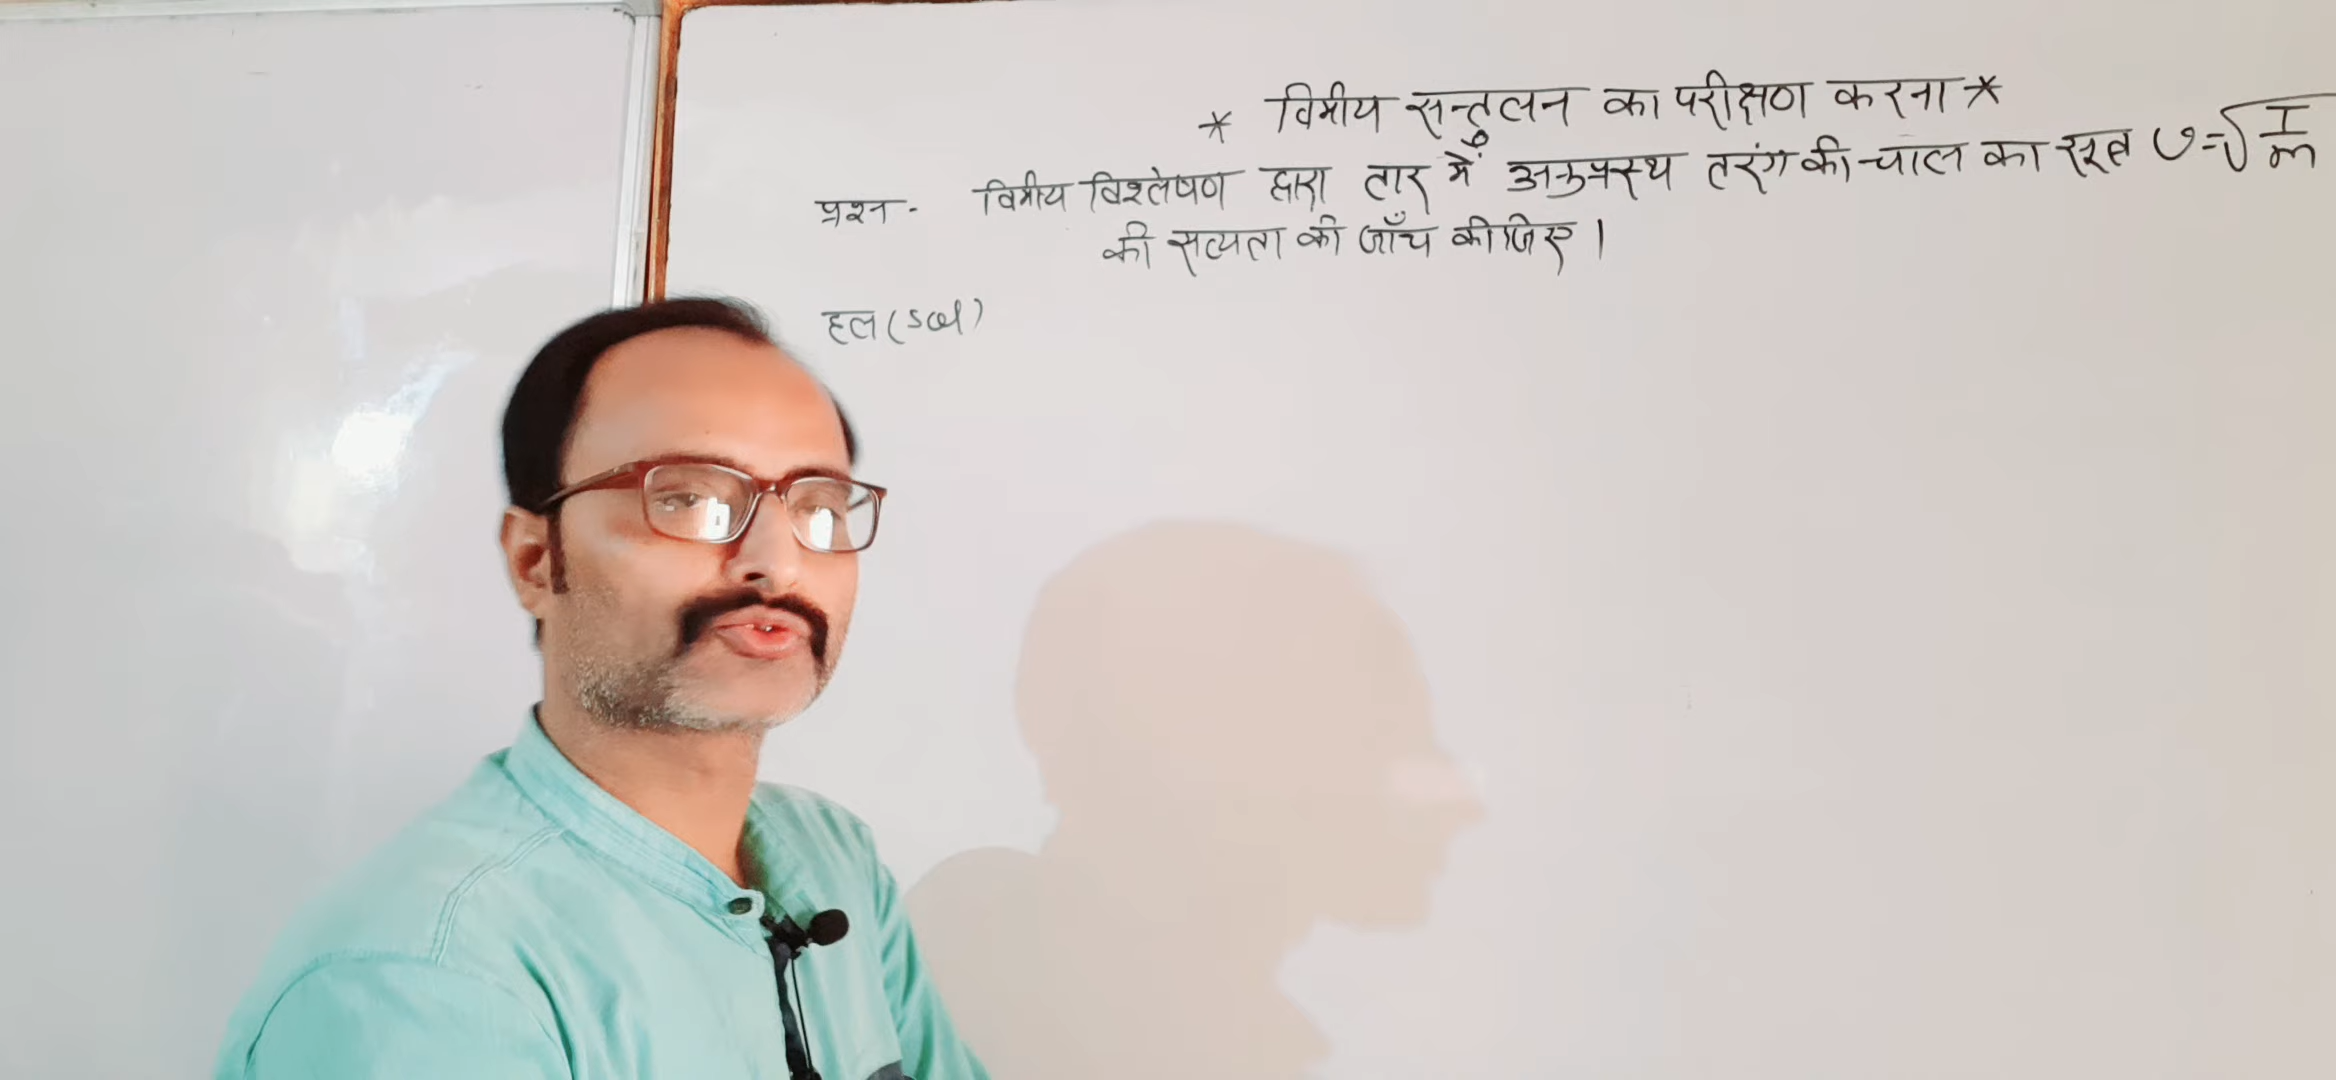 * विमीय सन्तुलन का परीक्षण करना *
प्रश्न - विमीय विश्लेषण द्वारा तार में अनुप्रस्थ तरंग की चाल का सूत्र v=√T/m
की सत्यता की जाँच कीजिए।
हल (sol)